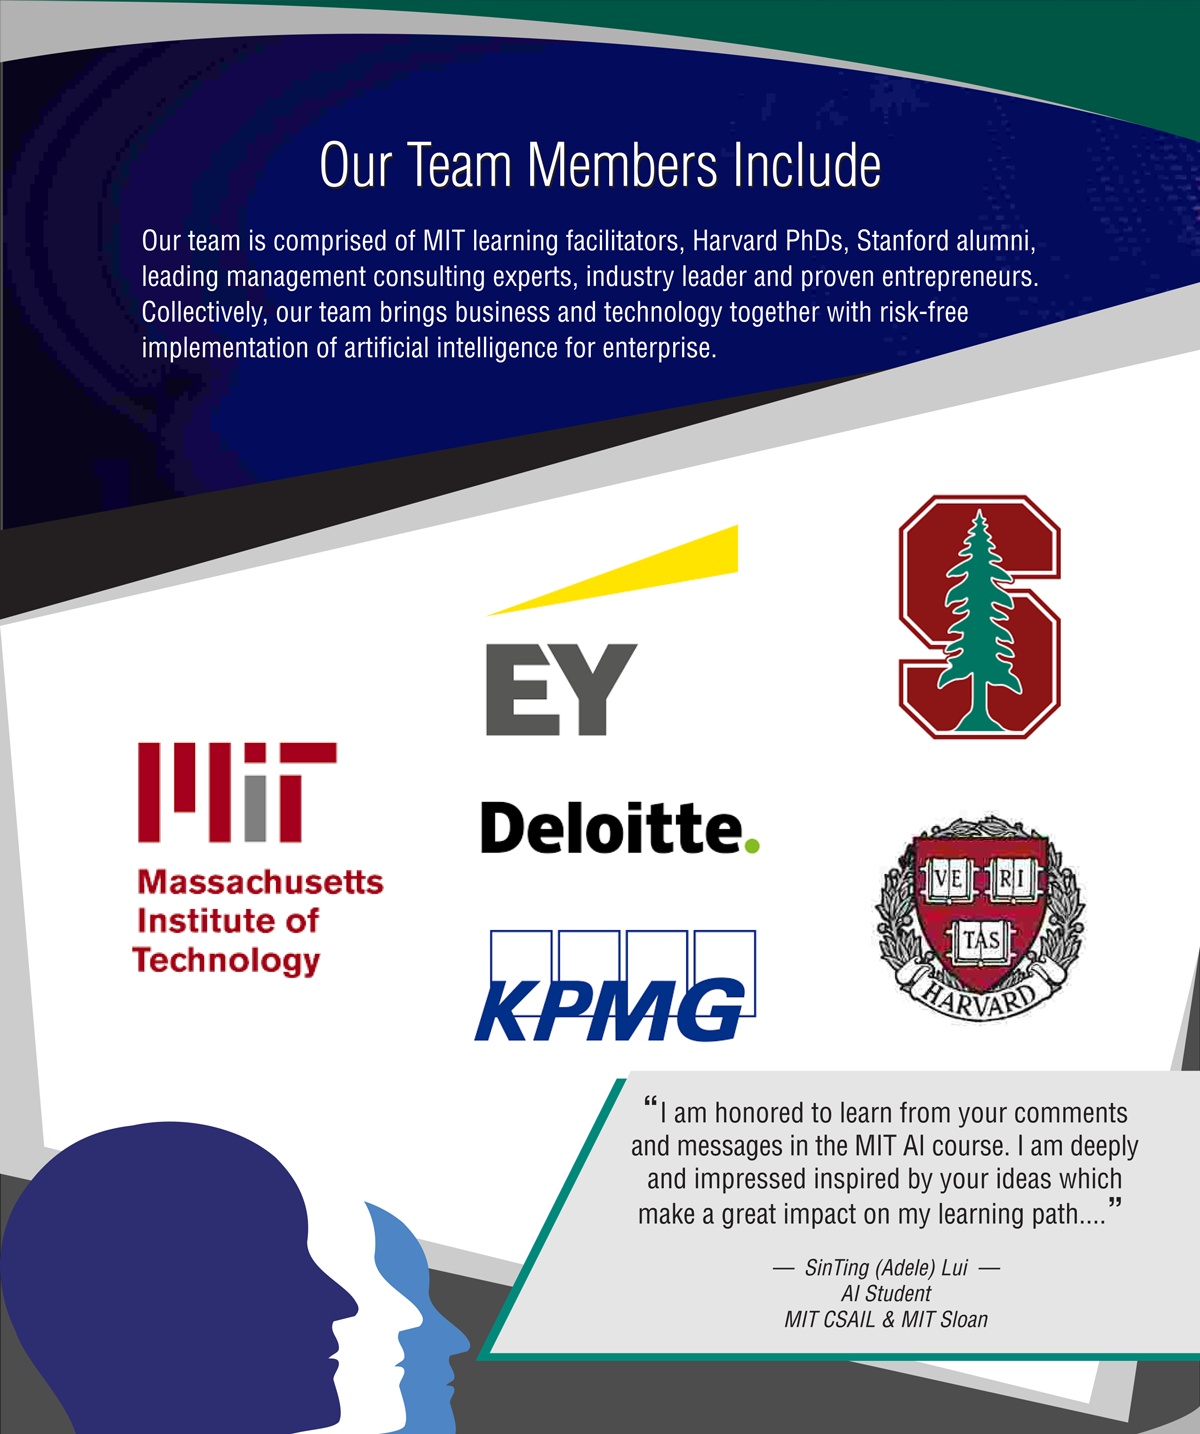 Our Team Members Include
Our team is comprised of MIT learning facilitators, Harvard PhDs, Stanford alumni,
leading management consulting experts, industry leader and proven entrepreneurs.
Collectively, our team brings business and technology together with risk-free
implementation of artificial intelligence for enterprise.
EY
S
MIT
Massachusetts
Institute of
Technology
Deloitte.
VE RI
TAS
HARVARD
KPMG
“I am honored to learn from your comments
and messages in the MIT AI course. I am deeply
and impressed inspired by your ideas which
make a great impact on my learning path....”
— SinTing (Adele) Lui —
AI Student
MIT CSAIL & MIT Sloan